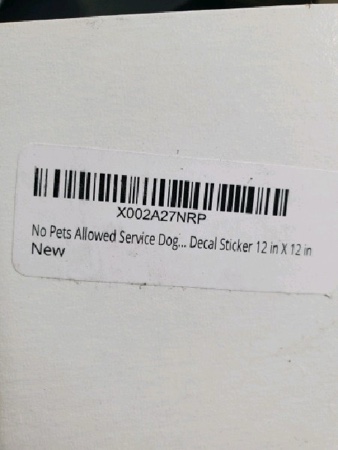 X002A27NRP
No Pets Allowed Service Dog... Decal Sticker 12 in X 12 in
New